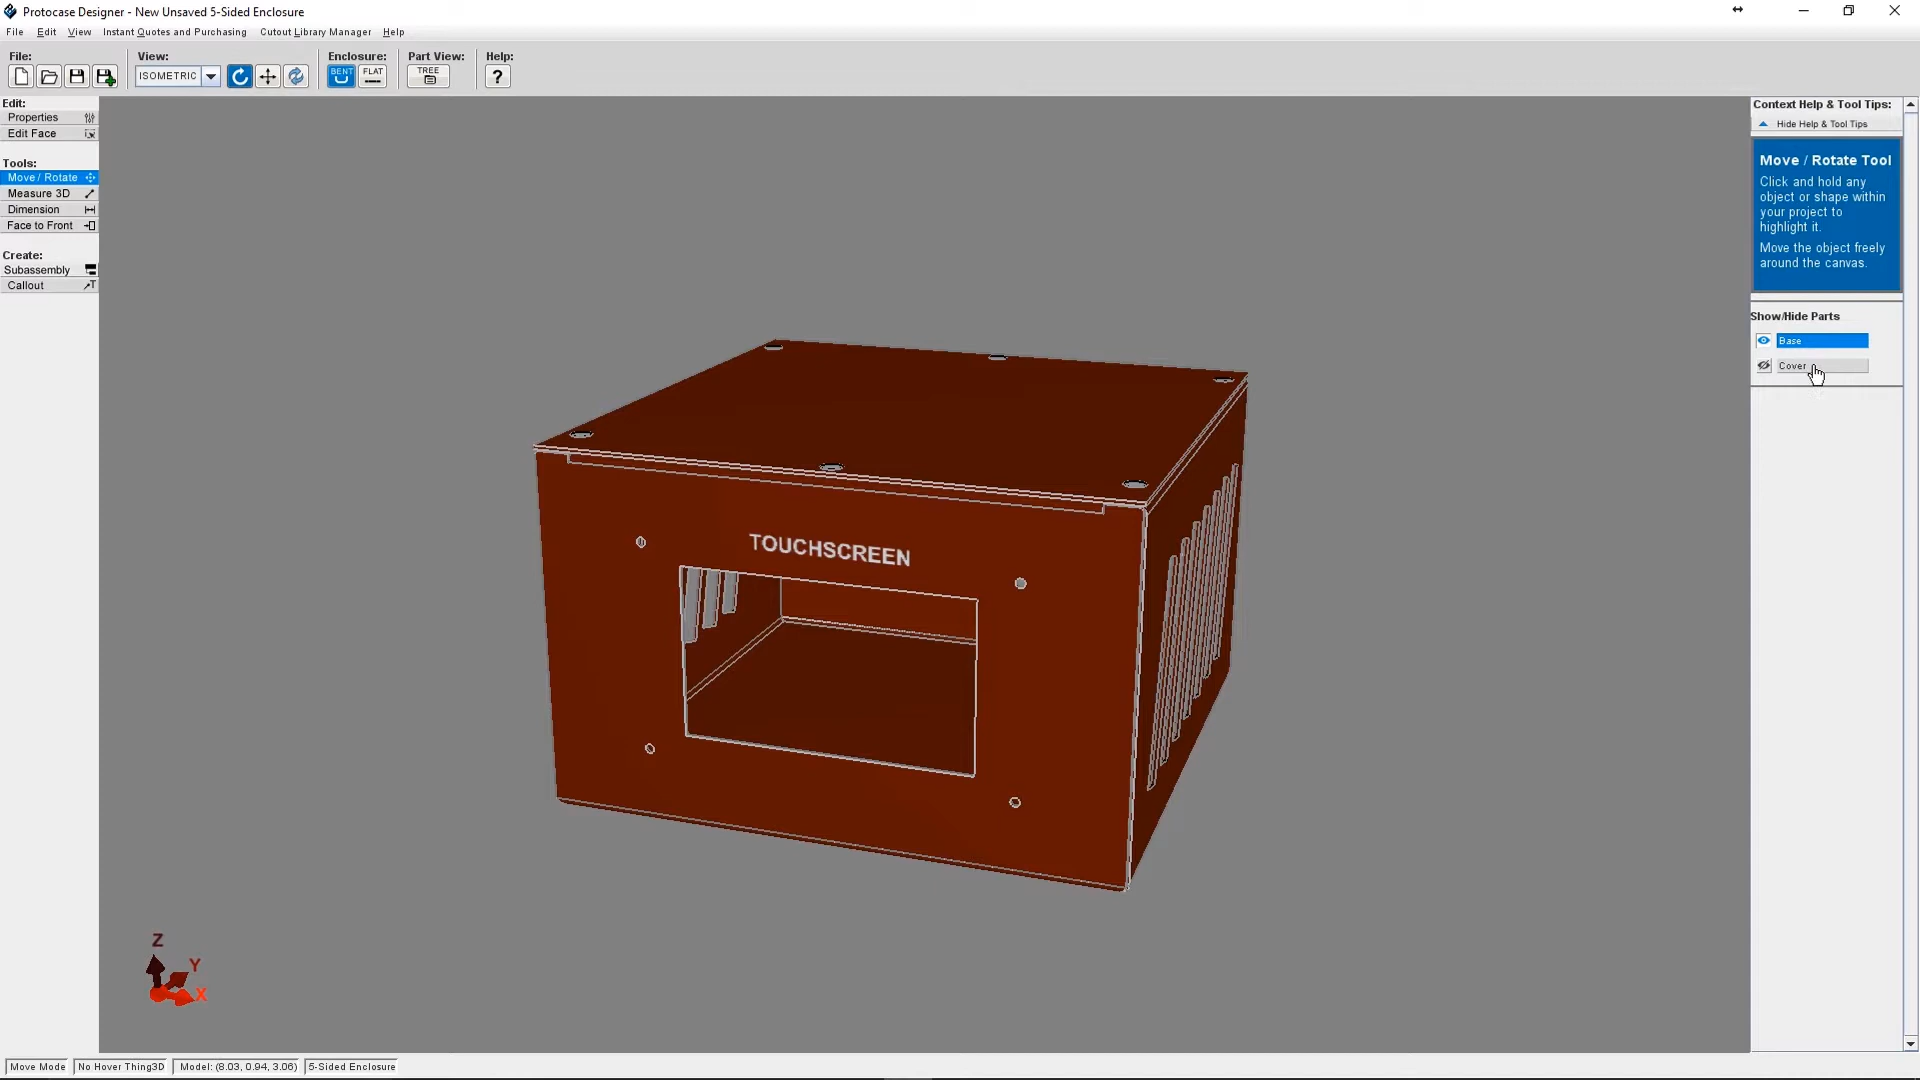 Protocase Designer - New Unsaved 5-Sided Enclosure
File Edit View Instant Quotes and Purchasing Cutout Library Manager Help
File: View: Enclosure: Part View: Help:
ISOMETRIC BENT FLAT TREE ?
Edit:
Properties
Edit Face
Tools:
Move / Rotate
Measure 3D
Dimension
Face to Front
Create:
Subassembly
Callout
TOUCHSCREEN
Z
Y
X
Context Help & Tool Tips:
Hide Help & Tool Tips
Move / Rotate Tool
Click and hold any
object or shape within
your project to
highlight it.
Move the object freely
around the canvas.
Show/Hide Parts
Base
Cover
Move Mode No Hover Thing3D Model: (8.03, 0.94, 3.06) 5-Sided Enclosure